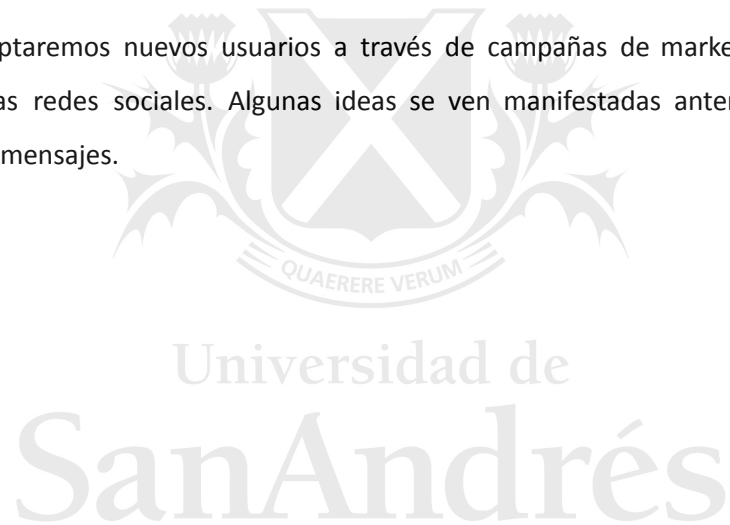 ptaremos nuevos usuarios a través de campañas de marke
as redes sociales. Algunas ideas se ven manifestadas anter
mensajes.
QUAERERE VERUM
Universidad de
SanAndrés